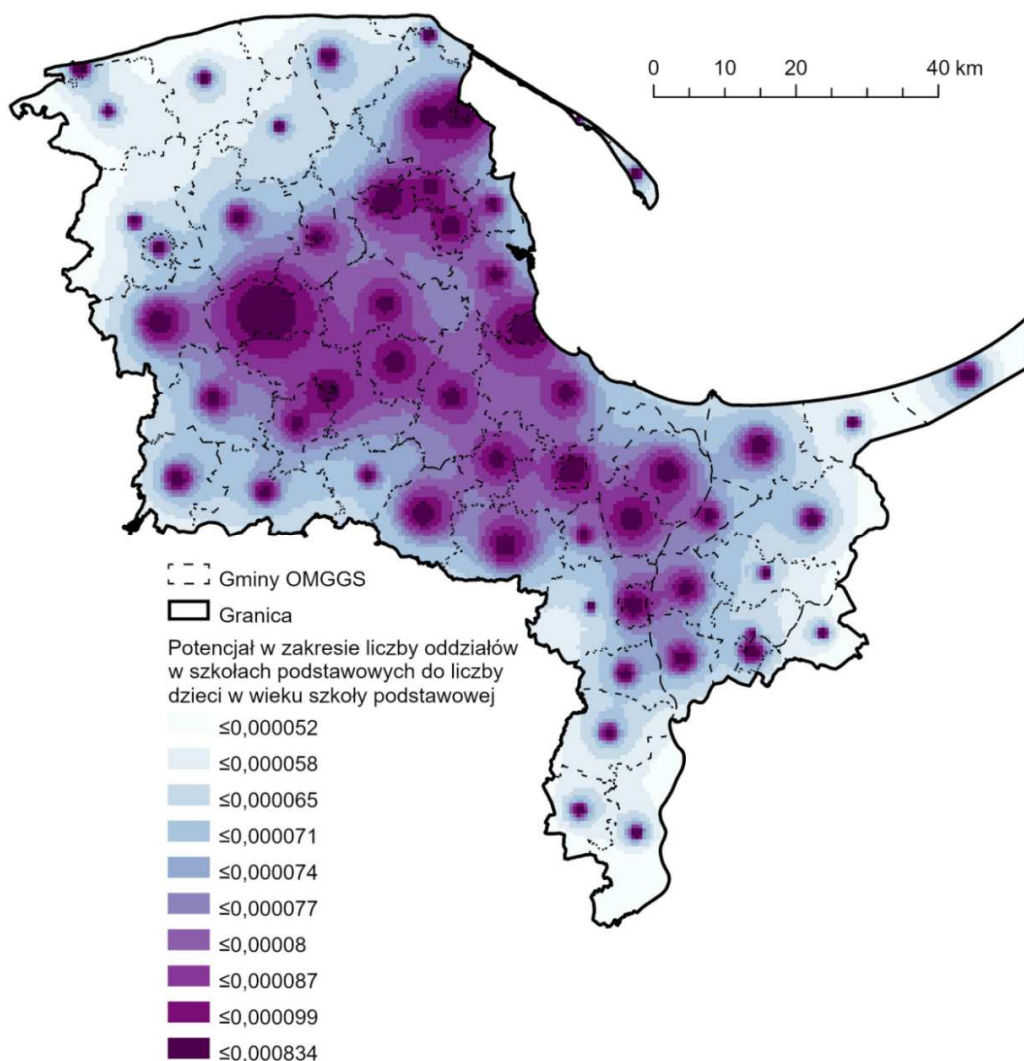 0 10 20 40 km
Gminy OMGGS
Granica
Potencjał w zakresie liczby oddziałów
w szkołach podstawowych do liczby
dzieci w wieku szkoły podstawowej
≤0,000052
≤0,000058
≤0,000065
≤0,000071
≤0,000074
≤0,000077
≤0,00008
≤0,000087
≤0,000099
≤0,000834